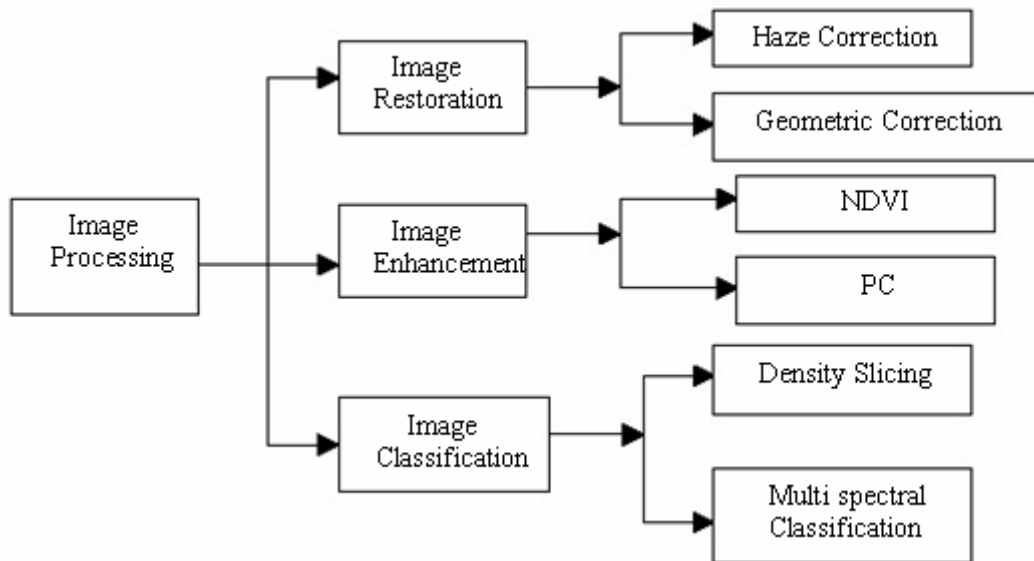 Image
Processing
Image
Restoration
Haze Correction
Geometric Correction
Image
Enhancement
NDVI
PC
Image
Classification
Density Slicing
Multi spectral
Classification